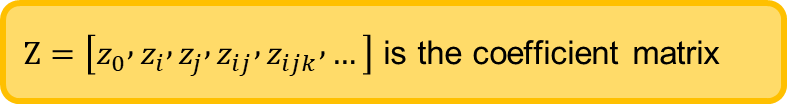 Z = [z₀, zᵢ, zⱼ, zᵢⱼ, zᵢⱼₖ, … ] is the coefficient matrix